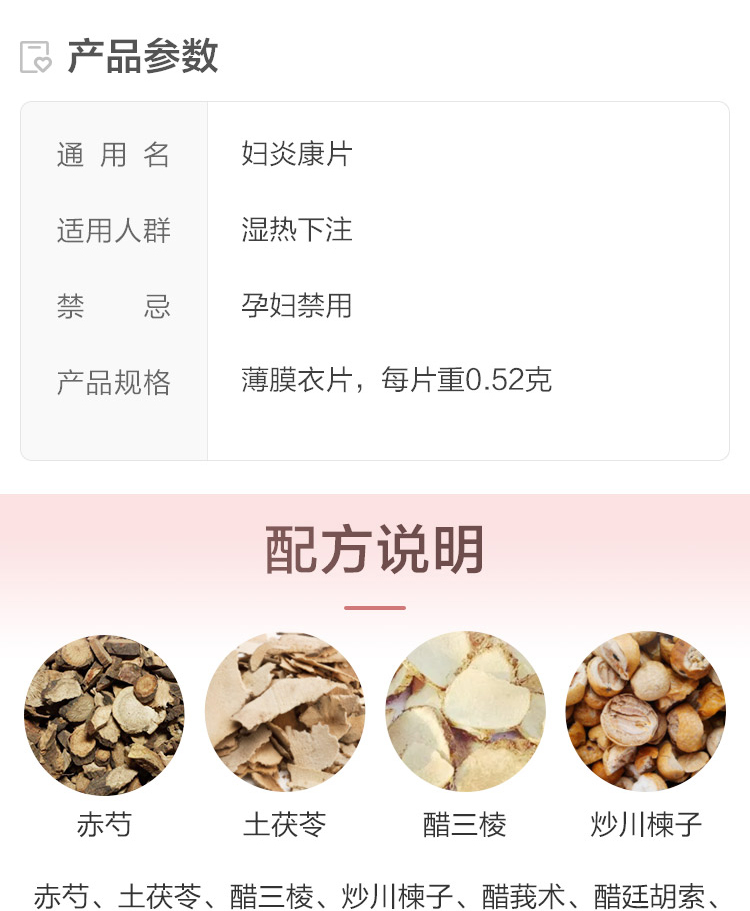 产品参数
通用名 妇炎康片
适用人群 湿热下注
禁忌 孕妇禁用
产品规格 薄膜衣片，每片重0.52克
配方说明
赤芍 土茯苓 醋三棱 炒川楝子
赤芍、土茯苓、醋三棱、炒川楝子、醋莪术、醋廷胡索、